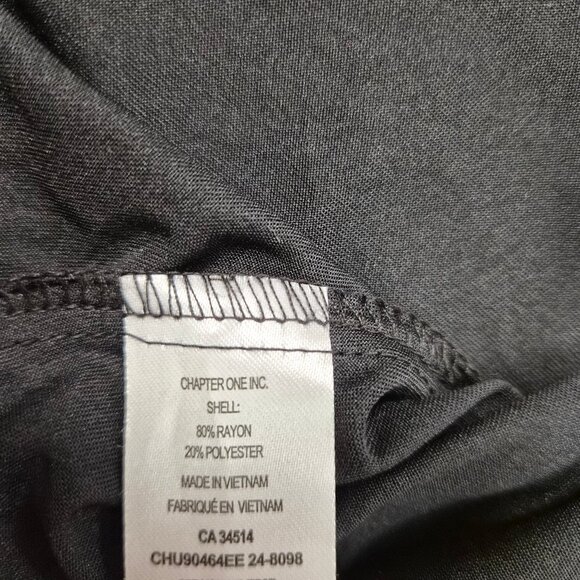 CHAPTER ONE INC.
SHELL:
80% RAYON
20% POLYESTER
MADE IN VIETNAM
FABRIQUÉ EN VIETNAM
CA 34514
CHU90464EE 24-8098